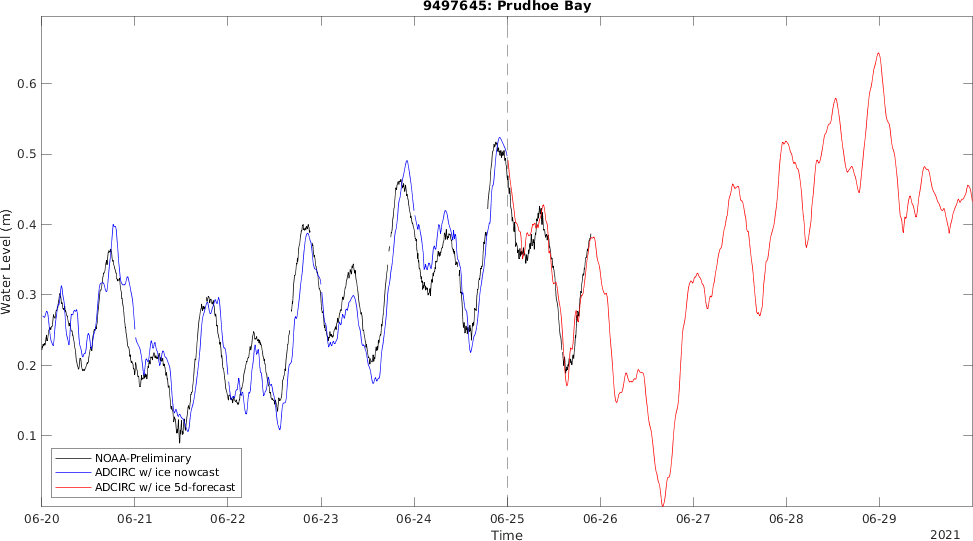 9497645: Prudhoe Bay
Water Level (m)
0.6
0.5
0.4
0.3
0.2
0.1
NOAA-Preliminary
ADCIRC w/ ice nowcast
ADCIRC w/ ice 5d-forecast
06-20 06-21 06-22 06-23 06-24 06-25 06-26 06-27 06-28 06-29
Time
2021